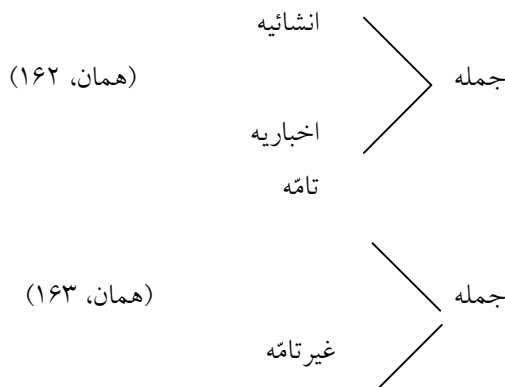 انشائیه
جمله (همان، ۱۶۲)
اخباریه
تامّه
جمله (همان، ۱۶۳)
غیرتامّه